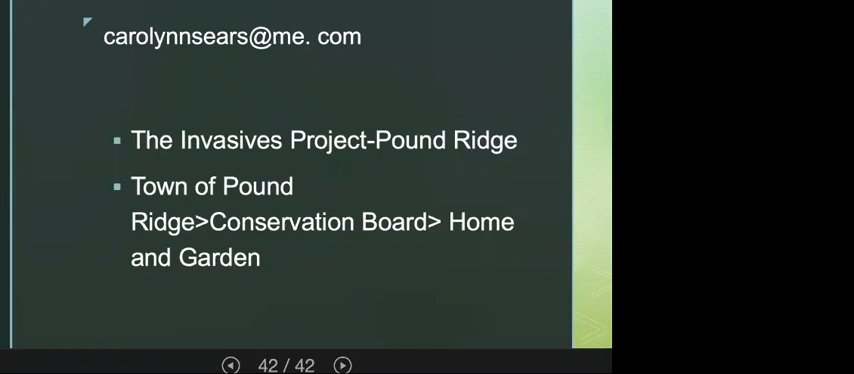 carolynnsears@me. com
The Invasives Project-Pound Ridge
Town of Pound
Ridge>Conservation Board> Home
and Garden
42 / 42